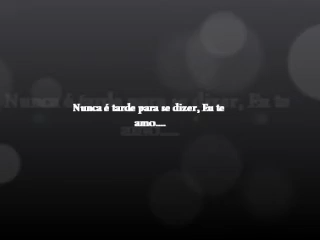 Nunca é tarde para se dizer, Eu te
amo....